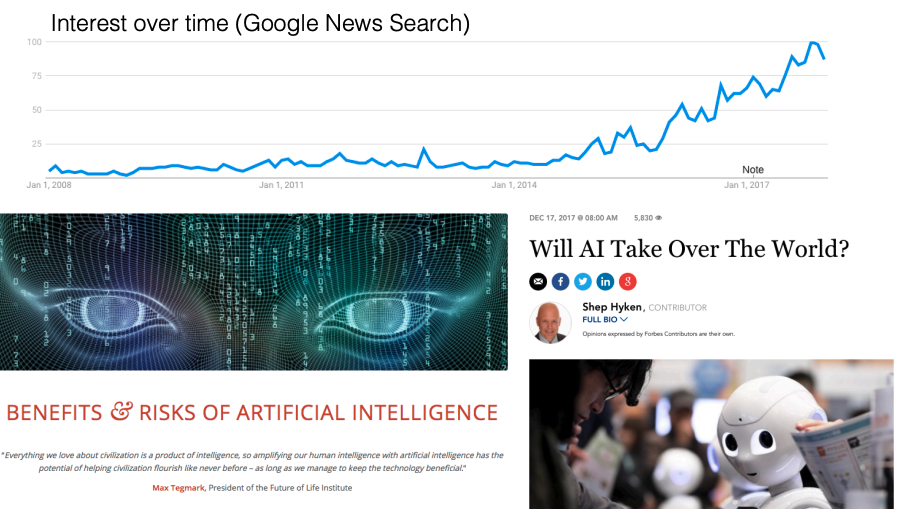 Interest over time (Google News Search)
100
75
50
25
Note
Jan 1, 2008
Jan 1, 2011
Jan 1, 2014
Jan 1, 2017
DEC 17, 2017 @ 08:00 AM 5,830
Will AI Take Over The World?
Shep Hyken, CONTRIBUTOR
FULL BIO
Opinions expressed by Forbes Contributors are their own.
BENEFITS & RISKS OF ARTIFICIAL INTELLIGENCE
"Everything we love about civilization is a product of intelligence, so amplifying our human intelligence with artificial intelligence has the
potential of helping civilization flourish like never before – as long as we manage to keep the technology beneficial."
Max Tegmark, President of the Future of Life Institute